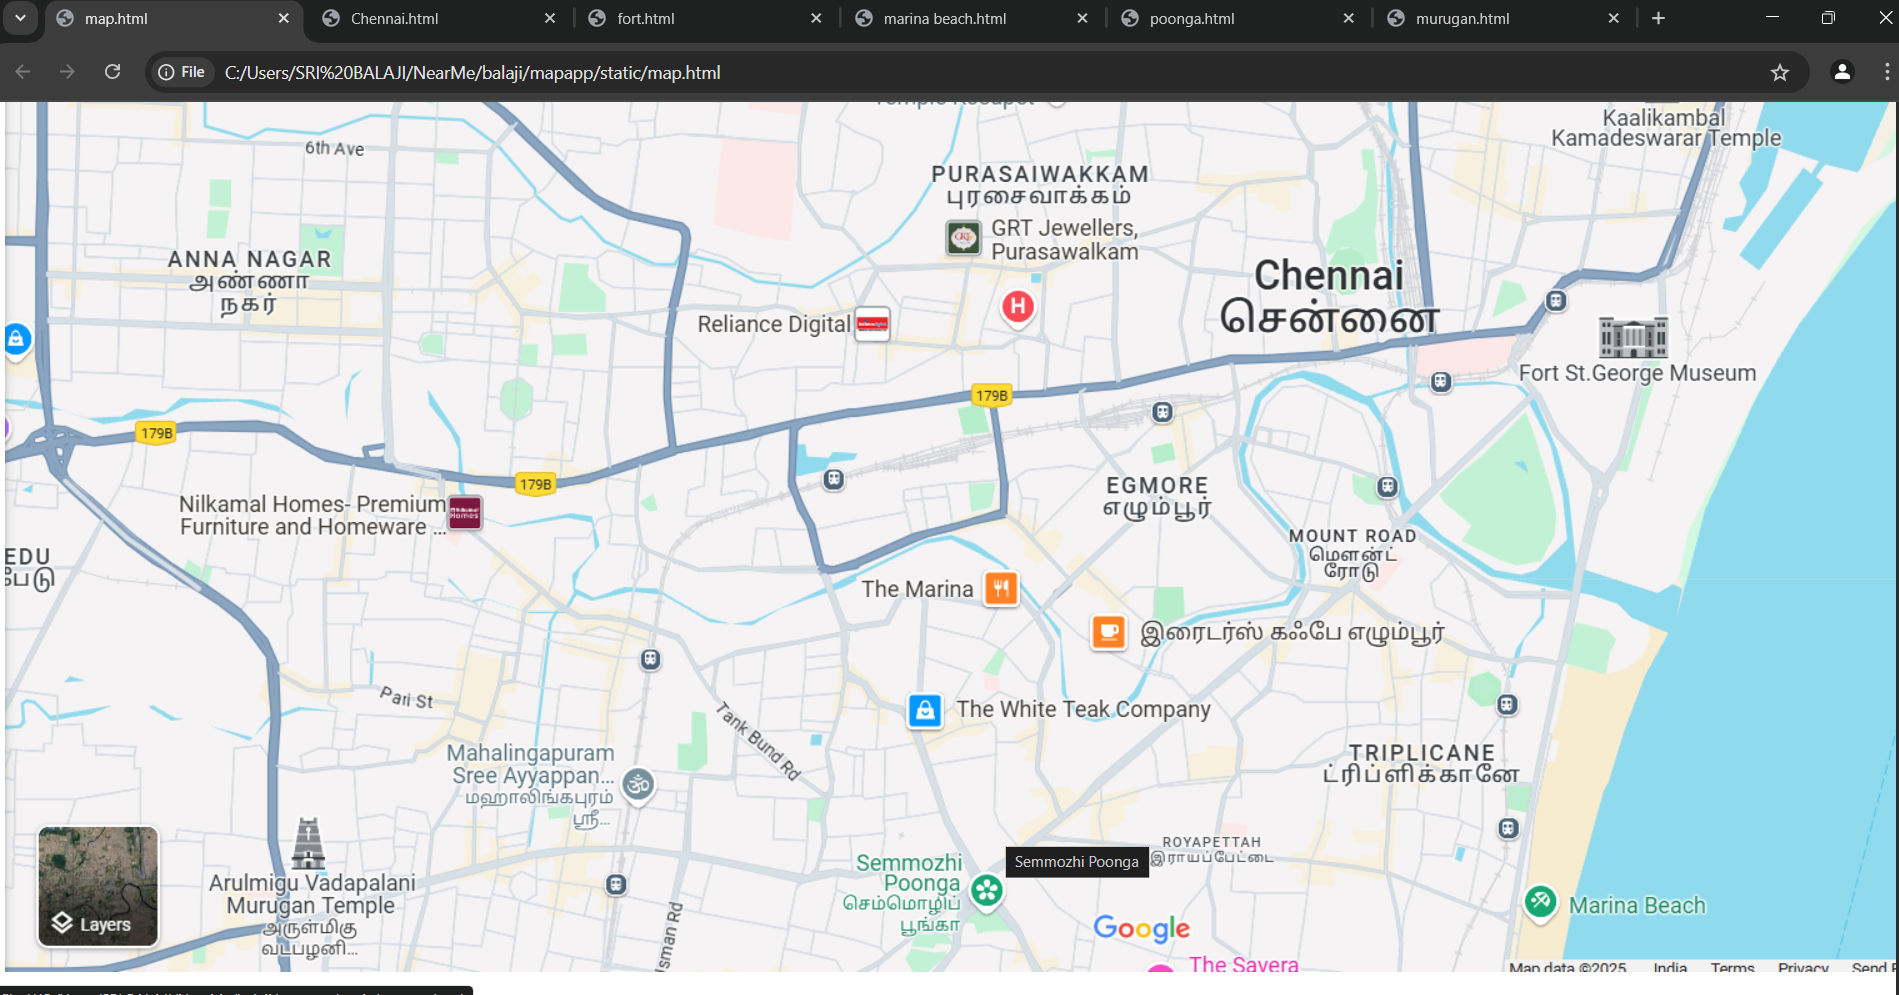 map.html
Chennai.html
fort.html
marina beach.html
poonga.html
murugan.html
File
C:/Users/SRI%20BALAJI/NearMe/balaji/mapapp/static/map.html
Kaalikambal
Kamadeswarar Temple
6th Ave
PURASAIWAKKAM
புரசைவாக்கம்
GRT Jewellers,
Purasawalkam
ANNA NAGAR
அண்ணா
நகர்
Chennai
சென்னை
Reliance Digital
H
Fort St.George Museum
179B
179B
179B
Nilkamal Homes- Premium
Furniture and Homeware ...
EGMORE
எழும்பூர்
MOUNT ROAD
மௌண்ட்
ரோடு
EDU
பேடு
The Marina
இரைடர்ஸ் கஃபே எழும்பூர்
Pari St
The White Teak Company
Tank Bund Rd
Mahalingapuram
Sree Ayyappan...
மஹாலிங்கபுரம்
ஸ்ரீ...
TRIPLICANE
ட்ரிப்ளிக்கானே
ROYAPETTAH
இராயப்பேட்டை
Semmozhi
Poonga
செம்மொழிப்
பூங்கா
Semmozhi Poonga
Arulmigu Vadapalani
Murugan Temple
அருள்மிகு
வடபழனி...
Layers
Usman Rd
Google
Marina Beach
The Savera
Map data ©2025
India
Terms
Privacy
Send F